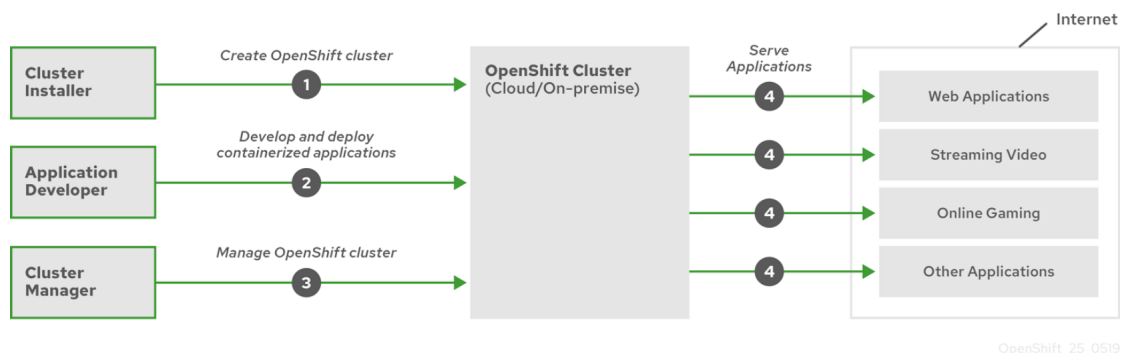 Internet
Cluster
Installer
Create OpenShift cluster
1
OpenShift Cluster
(Cloud/On-premise)
Serve
Applications
4
Web Applications
Application
Developer
Develop and deploy
containerized applications
2
4
Streaming Video
4
Online Gaming
Cluster
Manager
Manage OpenShift cluster
3
4
Other Applications
OpenShift_25_0519